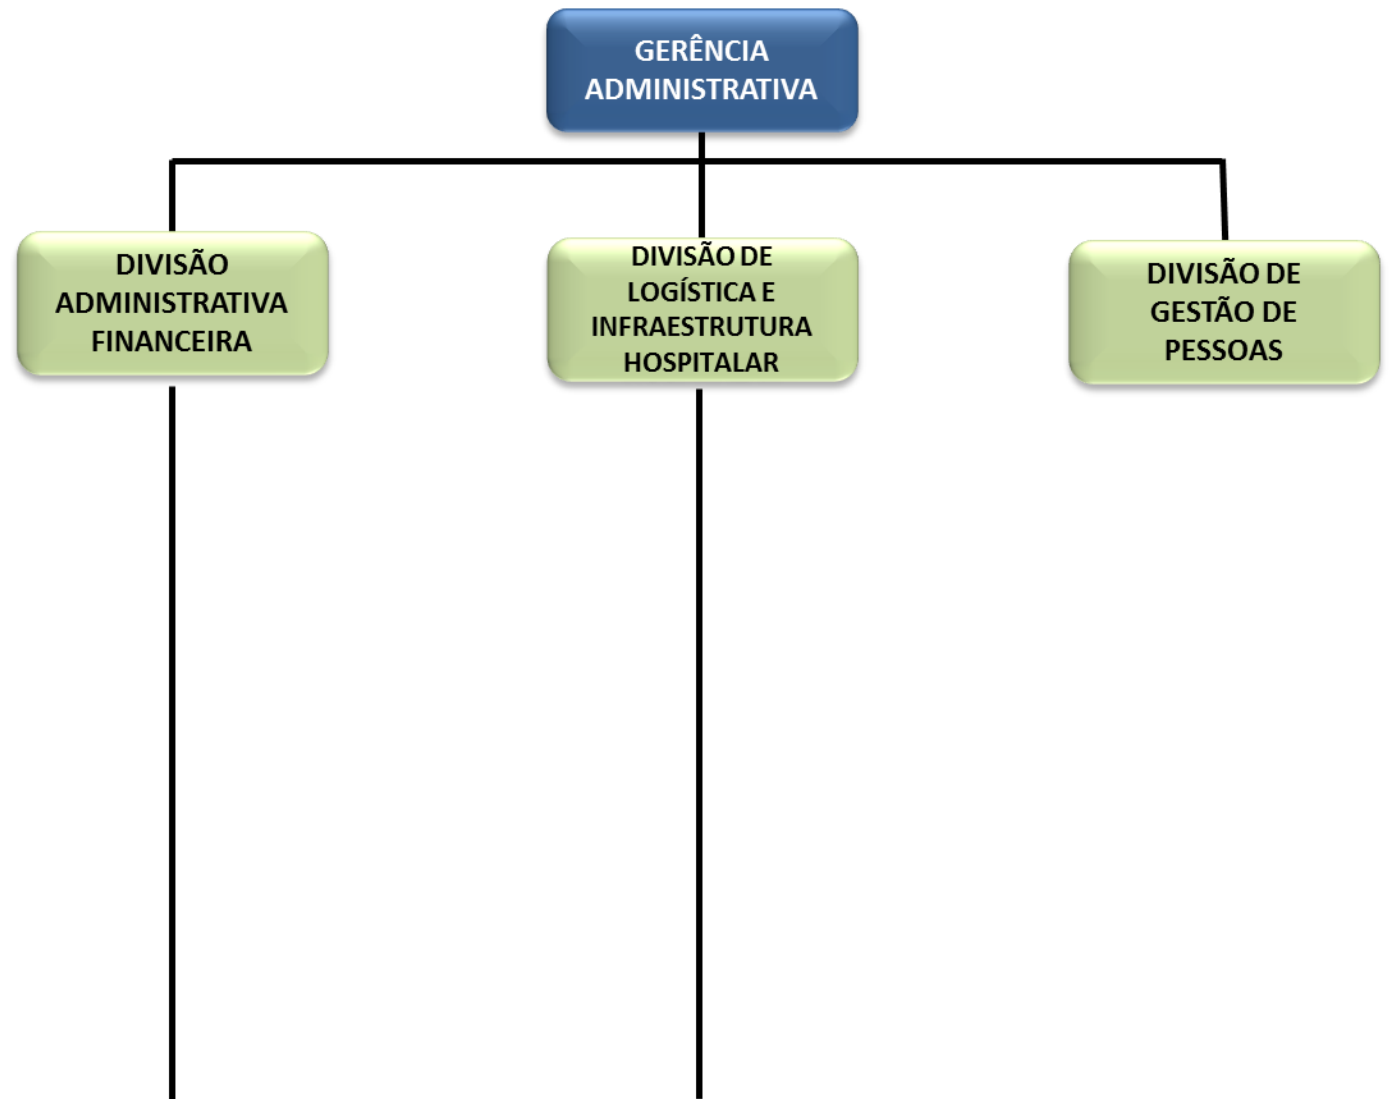 GERÊNCIA
ADMINISTRATIVA
DIVISÃO
ADMINISTRATIVA
FINANCEIRA
DIVISÃO DE
LOGÍSTICA E
INFRAESTRUTURA
HOSPITALAR
DIVISÃO DE
GESTÃO DE
PESSOAS